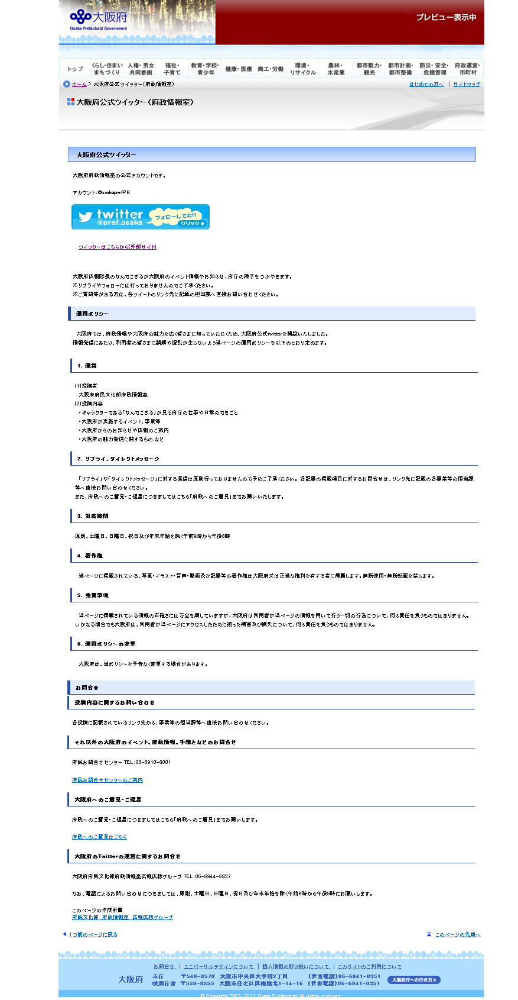 大阪府
Osaka Prefectural Government
プレビュー表示中
トップ
くらし・住まい
まちづくり
人権・男女
共同参画
福祉・
子育て
教育・学校・
青少年
健康・医療
商工・労働
環境・
リサイクル
農林・
水産業
都市魅力・
観光
都市計画・
都市整備
防災・安全・
危機管理
府政運営・
市町村
ホーム > 大阪府公式ツイッター（府政情報室）
はじめての方へ | サイトマップ
大阪府公式ツイッター（府政情報室）
大阪府公式ツイッター
大阪府府政情報室の公式アカウントです。
アカウント：@osakaprefPR
twitter
@pref.osaka
フォローしてね!!
クリック
ツイッターはこちらから(外部サイト)
大阪府広報隊長のなんでござるが大阪府のイベント情報やお知らせ、府庁の様子をつぶやきます。
※リプライやフォローには行っておりませんのでご了承ください。
※ご質問等がある方は、各ツイートのリンク先に記載の担当課へ直接お問い合わせください。
運用ポリシー
大阪府では、府政情報や大阪府の魅力を広く皆さまに知っていただくため、大阪府公式twitterを開設いたしました。
情報発信にあたり、利用者の皆さまに誤解や混乱が生じないよう当ページの運用ポリシーを以下のとおり定めます。
1. 運営
(1)投稿者
大阪府府民文化部府政情報室
(2)投稿内容
・キャラクターである「なんでござる」が見る府庁の仕事や日常のできごと
・大阪府が実施するイベント、事業等
・大阪府からのお知らせや広報のご案内
・大阪府の魅力発信に関するもの など
2. リプライ、ダイレクトメッセージ
「リプライ」や「ダイレクトメッセージ」に対する返信は原則行っておりませんので予めご了承ください。 各記事の掲載項目に対するお問合せは、リンク先に記載の各事業等の担当課
等へ直接お問い合わせください。
また、府政へのご意見・ご提言につきましてはこちら「府政へのご意見」までお願いいたします。
3. 対応時間
原則、土曜日、日曜日、祝日及び年末年始を除く午前9時から午後6時
4. 著作権
当ページに掲載されている、写真・イラスト・音声・動画及び記事等の著作権は大阪府又は正当な権利を有する者に帰属します。無断使用・無断転載を禁じます。
5. 免責事項
当ページに掲載されている情報の正確さには万全を期していますが、大阪府は利用者が当ページの情報を用いて行う一切の行為について、何ら責任を負うものではありません。
いかなる場合でも大阪府は、利用者が当ページにアクセスしたために被った損害及び損失について、何ら責任を負うものではありません。
6. 運用ポリシーの変更
大阪府は、当ポリシーを予告なく変更する場合があります。
お問合せ
投稿内容に関するお問い合わせ
各投稿に記載されているリンク先から、事業等の担当課等へ直接お問い合わせください。
それ以外の大阪府のイベント、府政情報、手続きなどのお問合せ
府民お問合せセンター TEL：06-6910-8001
府民お問合せセンターのご案内
大阪府へのご意見・ご提言
府政へのご意見・ご提言につきましてはこちら「府政へのご意見」までお願いします。
府政へのご意見はこちら
大阪府のTwitterの運営に関するお問合せ
大阪府府民文化部府政情報室広報広聴グループ TEL：06-6944-6837
なお、電話によるお問い合わせにつきましては、原則、土曜日、日曜日、祝日及び年末年始を除く午前9時から午後6時にお願いします。
このページの作成所属
府民文化部 府政情報室 広報広聴グループ
1つ前のページに戻る
このページの先頭へ
お問合せ | ユニバーサルデザインについて | 個人情報の取り扱いについて | このサイトのご利用について
大阪府
本庁 〒540-8570 大阪市中央区大手前2丁目 (代表電話)06-6941-0351
咲洲庁舎 〒559-8555 大阪市住之江区南港北1-14-16 (代表電話)06-6941-0351
大阪府庁への行き方
© Copyright 2003-2012 Osaka Prefecture All rights reserved.